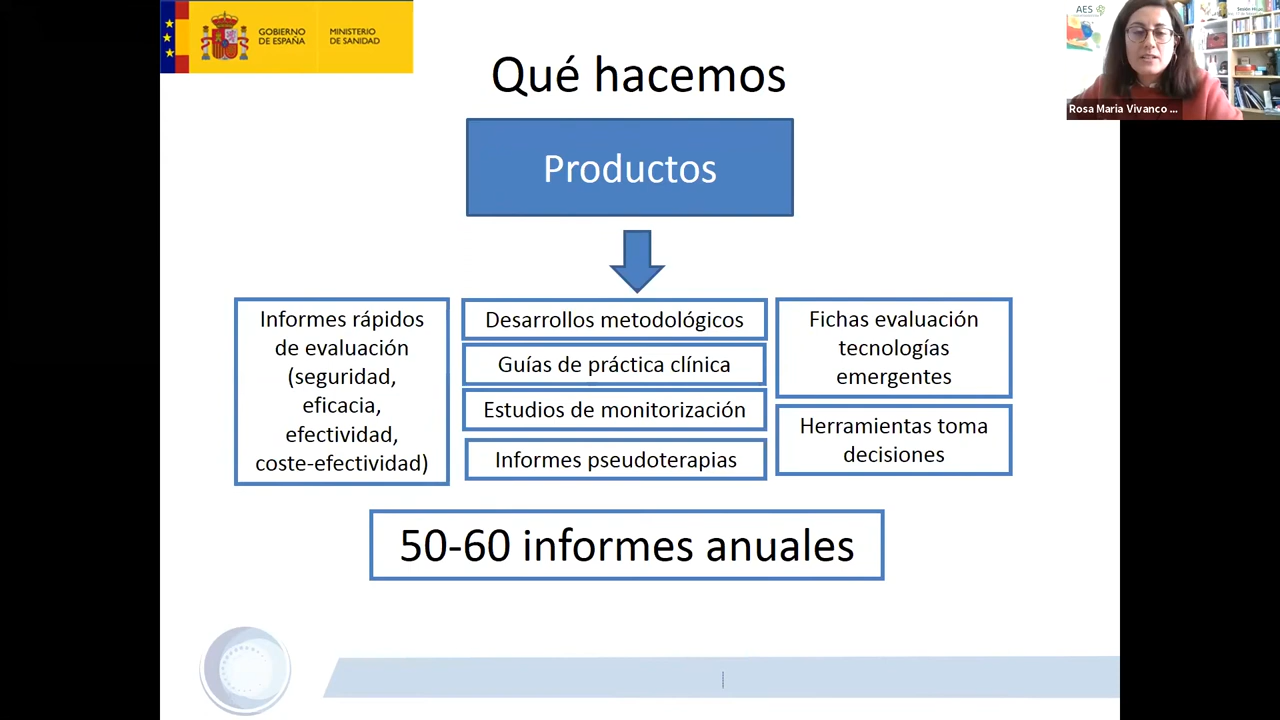 GOBIERNO
DE ESPAÑA
MINISTERIO
DE SANIDAD
Qué hacemos
AES
Rosa Maria Vivanco ...
Productos
Informes rápidos
de evaluación
(seguridad,
eficacia,
efectividad,
coste-efectividad)
Desarrollos metodológicos
Guías de práctica clínica
Estudios de monitorización
Informes pseudoterapias
Fichas evaluación
tecnologías
emergentes
Herramientas toma
decisiones
50-60 informes anuales